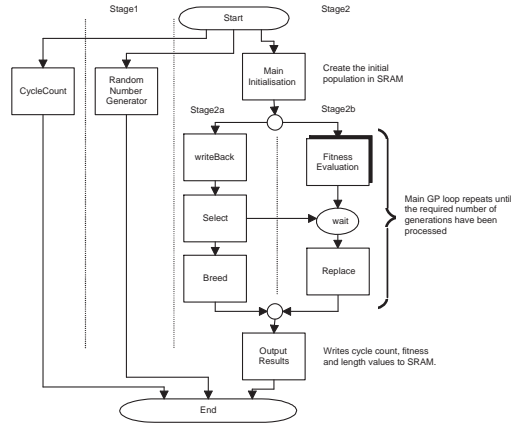 Stage1
Start
Stage2
CycleCount
Random
Number
Generator
Main
Initialisation
Create the initial
population in SRAM
Stage2a
Stage2b
writeBack
Fitness
Evaluation
Select
wait
Main GP loop repeats until
the required number of
generations have been
processed
Breed
Replace
Output
Results
Writes cycle count, fitness
and length values to SRAM.
End